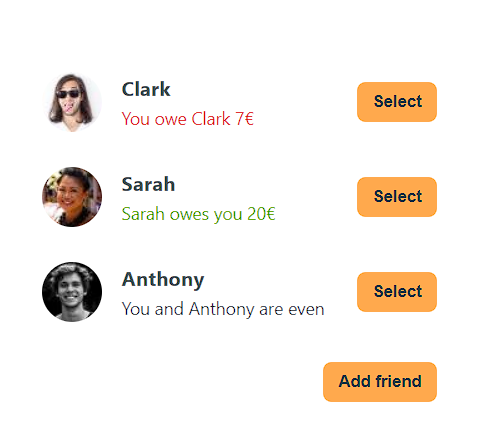 Clark
You owe Clark 7€
Select
Sarah
Sarah owes you 20€
Select
Anthony
You and Anthony are even
Select
Add friend